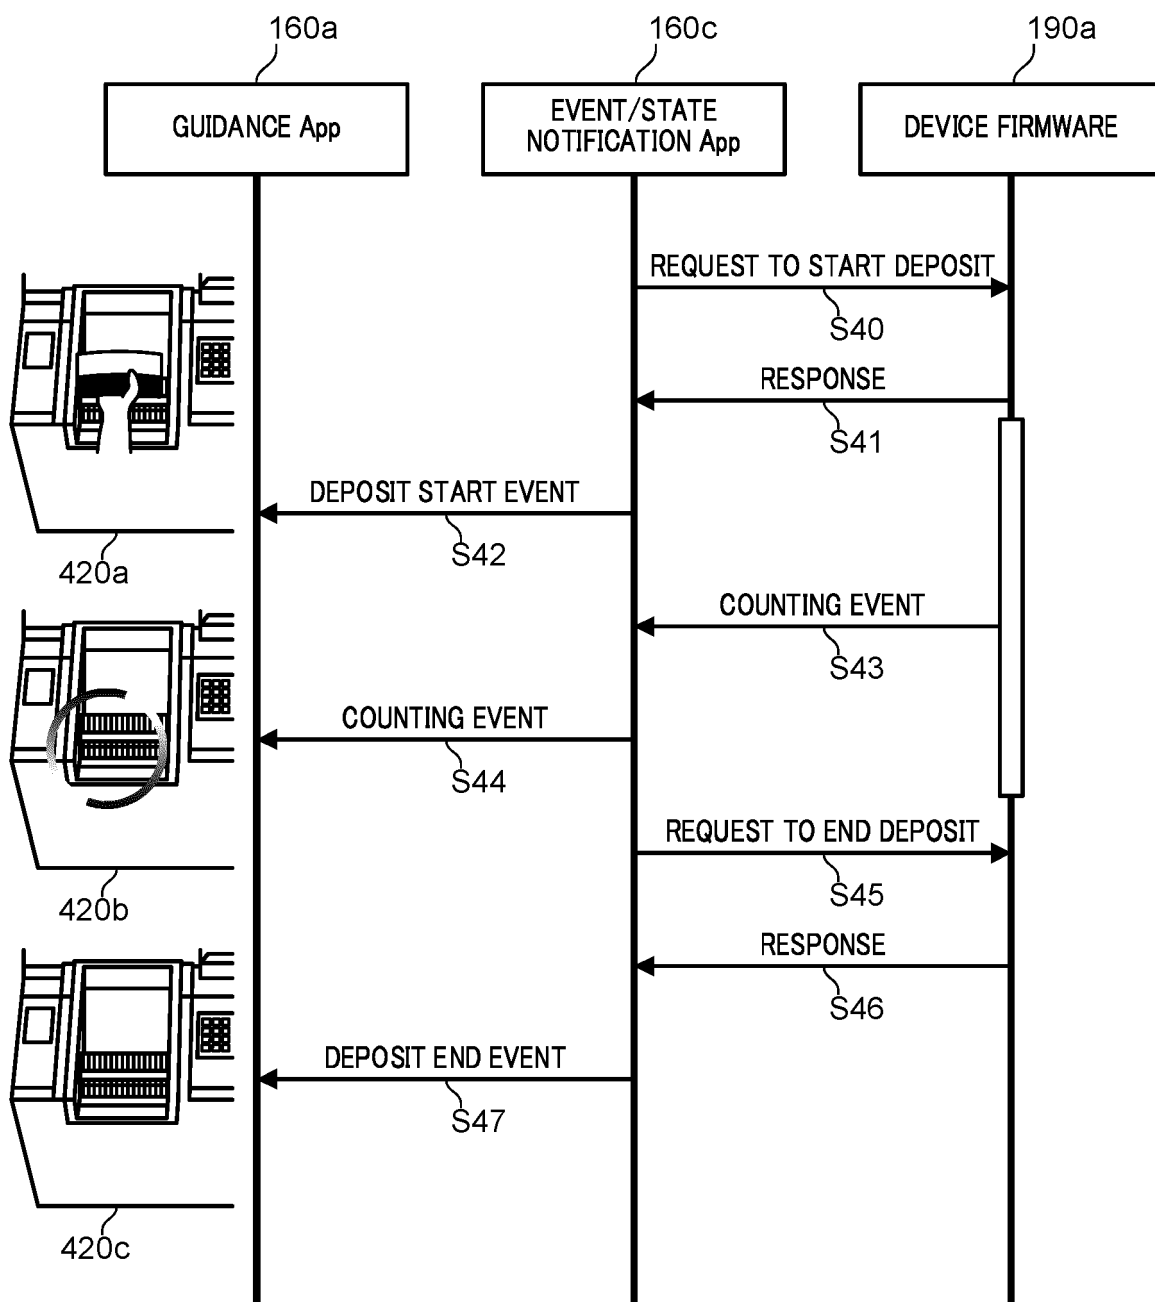 160a
160c
190a
GUIDANCE App
EVENT/STATE
NOTIFICATION App
DEVICE FIRMWARE
REQUEST TO START DEPOSIT
S40
RESPONSE
S41
DEPOSIT START EVENT
S42
420a
COUNTING EVENT
S43
COUNTING EVENT
S44
REQUEST TO END DEPOSIT
S45
420b
RESPONSE
S46
DEPOSIT END EVENT
S47
420c